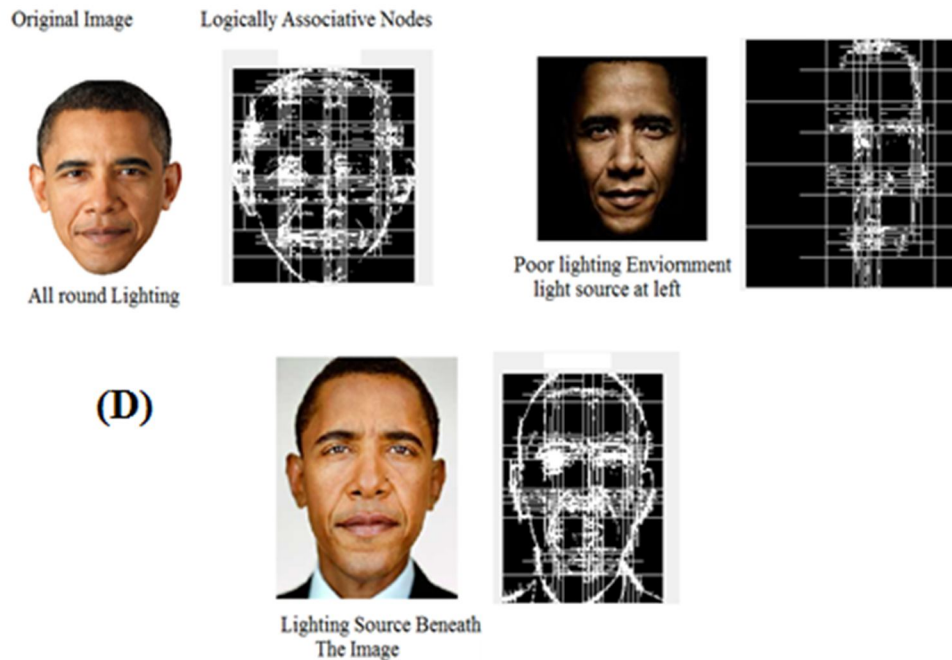 Original Image
Logically Associative Nodes
All round Lighting
Poor lighting Enviornment
light source at left
(D)
Lighting Source Beneath
The Image